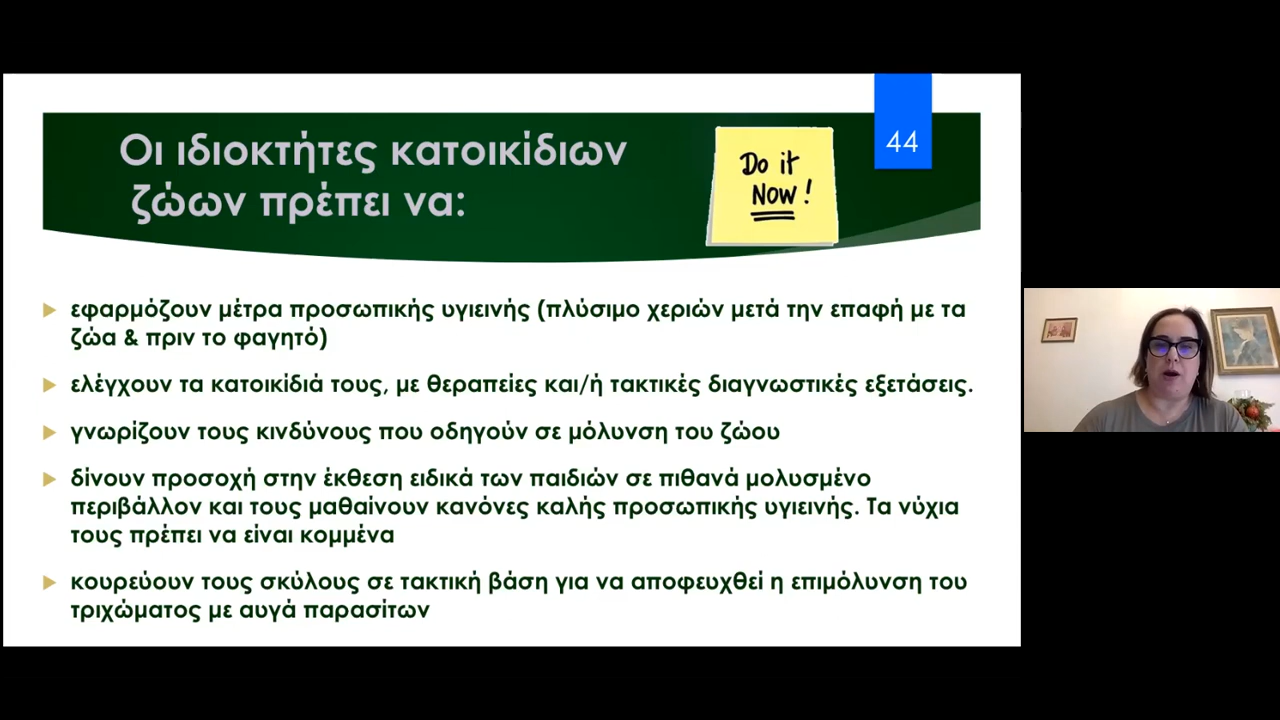 Οι ιδιοκτήτες κατοικίδιων
ζώων πρέπει να:
Do it
Now!
44
εφαρμόζουν μέτρα προσωπικής υγιεινής (πλύσιμο χεριών μετά την επαφή με τα
ζώα & πριν το φαγητό)
ελέγχουν τα κατοικίδιά τους, με θεραπείες και/ή τακτικές διαγνωστικές εξετάσεις.
γνωρίζουν τους κινδύνους που οδηγούν σε μόλυνση του ζώου
δίνουν προσοχή στην έκθεση ειδικά των παιδιών σε πιθανά μολυσμένο
περιβάλλον και τους μαθαίνουν κανόνες καλής προσωπικής υγιεινής. Τα νύχια
τους πρέπει να είναι κομμένα
κουρεύουν τους σκύλους σε τακτική βάση για να αποφευχθεί η επιμόλυνση του
τριχώματος με αυγά παρασίτων